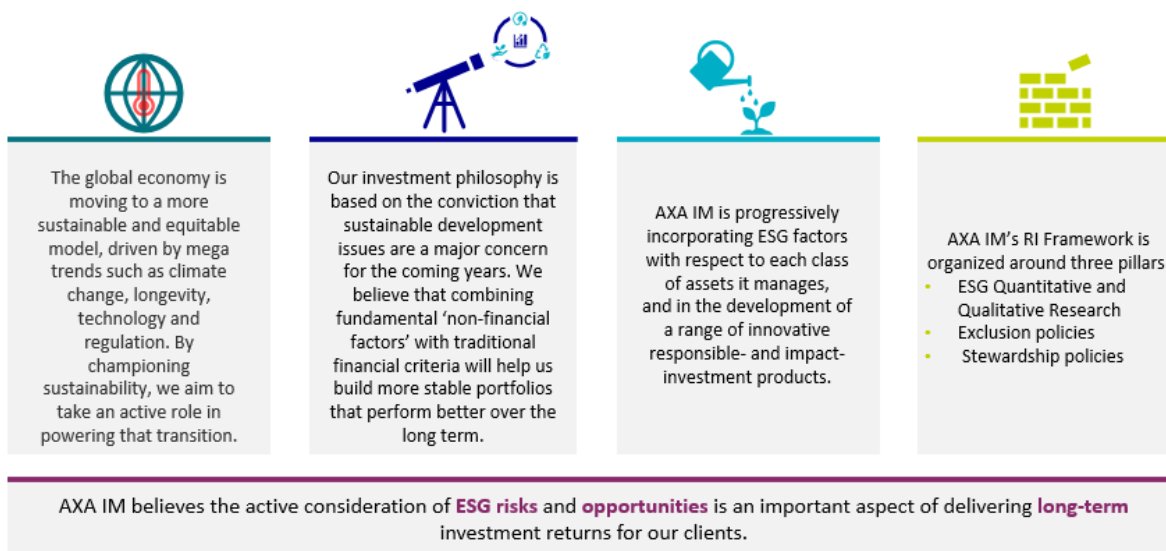 The global economy is
moving to a more
sustainable and equitable
model, driven by mega
trends such as climate
change, longevity,
technology and
regulation. By
championing
sustainability, we aim to
take an active role in
powering that transition.
Our investment philosophy is
based on the conviction that
sustainable development
issues are a major concern
for the coming years. We
believe that combining
fundamental ‘non-financial
factors’ with traditional
financial criteria will help us
build more stable portfolios
that perform better over the
long term.
AXA IM is progressively
incorporating ESG factors
with respect to each class
of assets it manages,
and in the development of
a range of innovative
responsible- and impact-
investment products.
AXA IM’s RI Framework is
organized around three pillars
• ESG Quantitative and
Qualitative Research
• Exclusion policies
• Stewardship policies
AXA IM believes the active consideration of ESG risks and opportunities is an important aspect of delivering long-term
investment returns for our clients.